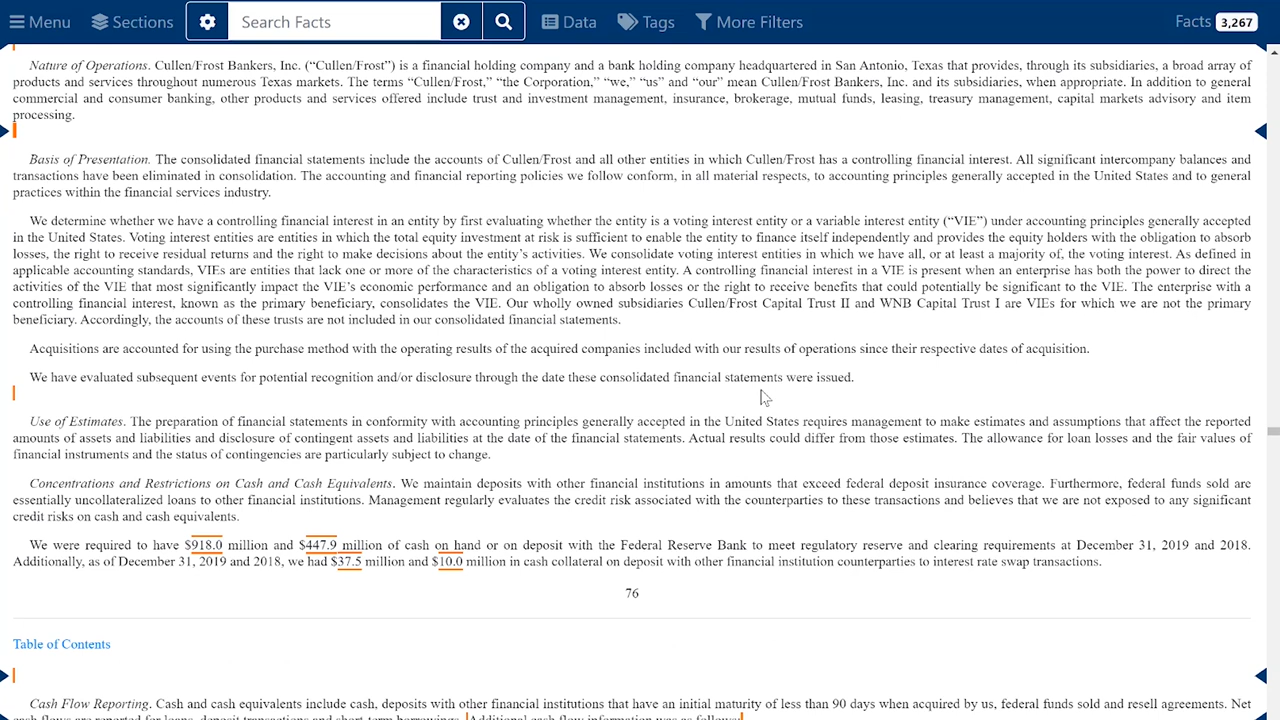 Menu Sections Search Facts Data Tags More Filters Facts 3,267
Nature of Operations. Cullen/Frost Bankers, Inc. (“Cullen/Frost”) is a financial holding company and a bank holding company headquartered in San Antonio, Texas that provides, through its subsidiaries, a broad array of
products and services throughout numerous Texas markets. The terms “Cullen/Frost,” “the Corporation,” “we,” “us” and “our” mean Cullen/Frost Bankers, Inc. and its subsidiaries, when appropriate. In addition to general
commercial and consumer banking, other products and services offered include trust and investment management, insurance, brokerage, mutual funds, leasing, treasury management, capital markets advisory and item
processing.
Basis of Presentation. The consolidated financial statements include the accounts of Cullen/Frost and all other entities in which Cullen/Frost has a controlling financial interest. All significant intercompany balances and
transactions have been eliminated in consolidation. The accounting and financial reporting policies we follow conform, in all material respects, to accounting principles generally accepted in the United States and to general
practices within the financial services industry.
We determine whether we have a controlling financial interest in an entity by first evaluating whether the entity is a voting interest entity or a variable interest entity (“VIE”) under accounting principles generally accepted
in the United States. Voting interest entities are entities in which the total equity investment at risk is sufficient to enable the entity to finance itself independently and provides the equity holders with the obligation to absorb
losses, the right to receive residual returns and the right to make decisions about the entity’s activities. We consolidate voting interest entities in which we have all, or at least a majority of, the voting interest. As defined in
applicable accounting standards, VIEs are entities that lack one or more of the characteristics of a voting interest entity. A controlling financial interest in a VIE is present when an enterprise has both the power to direct the
activities of the VIE that most significantly impact the VIE’s economic performance and an obligation to absorb losses or the right to receive benefits that could potentially be significant to the VIE. The enterprise with a
controlling financial interest, known as the primary beneficiary, consolidates the VIE. Our wholly owned subsidiaries Cullen/Frost Capital Trust II and WNB Capital Trust I are VIEs for which we are not the primary
beneficiary. Accordingly, the accounts of these trusts are not included in our consolidated financial statements.
Acquisitions are accounted for using the purchase method with the operating results of the acquired companies included with our results of operations since their respective dates of acquisition.
We have evaluated subsequent events for potential recognition and/or disclosure through the date these consolidated financial statements were issued.
Use of Estimates. The preparation of financial statements in conformity with accounting principles generally accepted in the United States requires management to make estimates and assumptions that affect the reported
amounts of assets and liabilities and disclosure of contingent assets and liabilities at the date of the financial statements. Actual results could differ from those estimates. The allowance for loan losses and the fair values of
financial instruments and the status of contingencies are particularly subject to change.
Concentrations and Restrictions on Cash and Cash Equivalents. We maintain deposits with other financial institutions in amounts that exceed federal deposit insurance coverage. Furthermore, federal funds sold are
essentially uncollateralized loans to other financial institutions. Management regularly evaluates the credit risk associated with the counterparties to these transactions and believes that we are not exposed to any significant
credit risks on cash and cash equivalents.
We were required to have $918.0 million and $447.9 million of cash on hand or on deposit with the Federal Reserve Bank to meet regulatory reserve and clearing requirements at December 31, 2019 and 2018.
Additionally, as of December 31, 2019 and 2018, we had $37.5 million and $10.0 million in cash collateral on deposit with other financial institution counterparties to interest rate swap transactions.
76
Table of Contents
Cash Flow Reporting. Cash and cash equivalents include cash, deposits with other financial institutions that have an initial maturity of less than 90 days when acquired by us, federal funds sold and resell agreements. Net
cash flows are reported for loans, deposit transactions and short-term borrowings. Additional cash flow information was as follows: